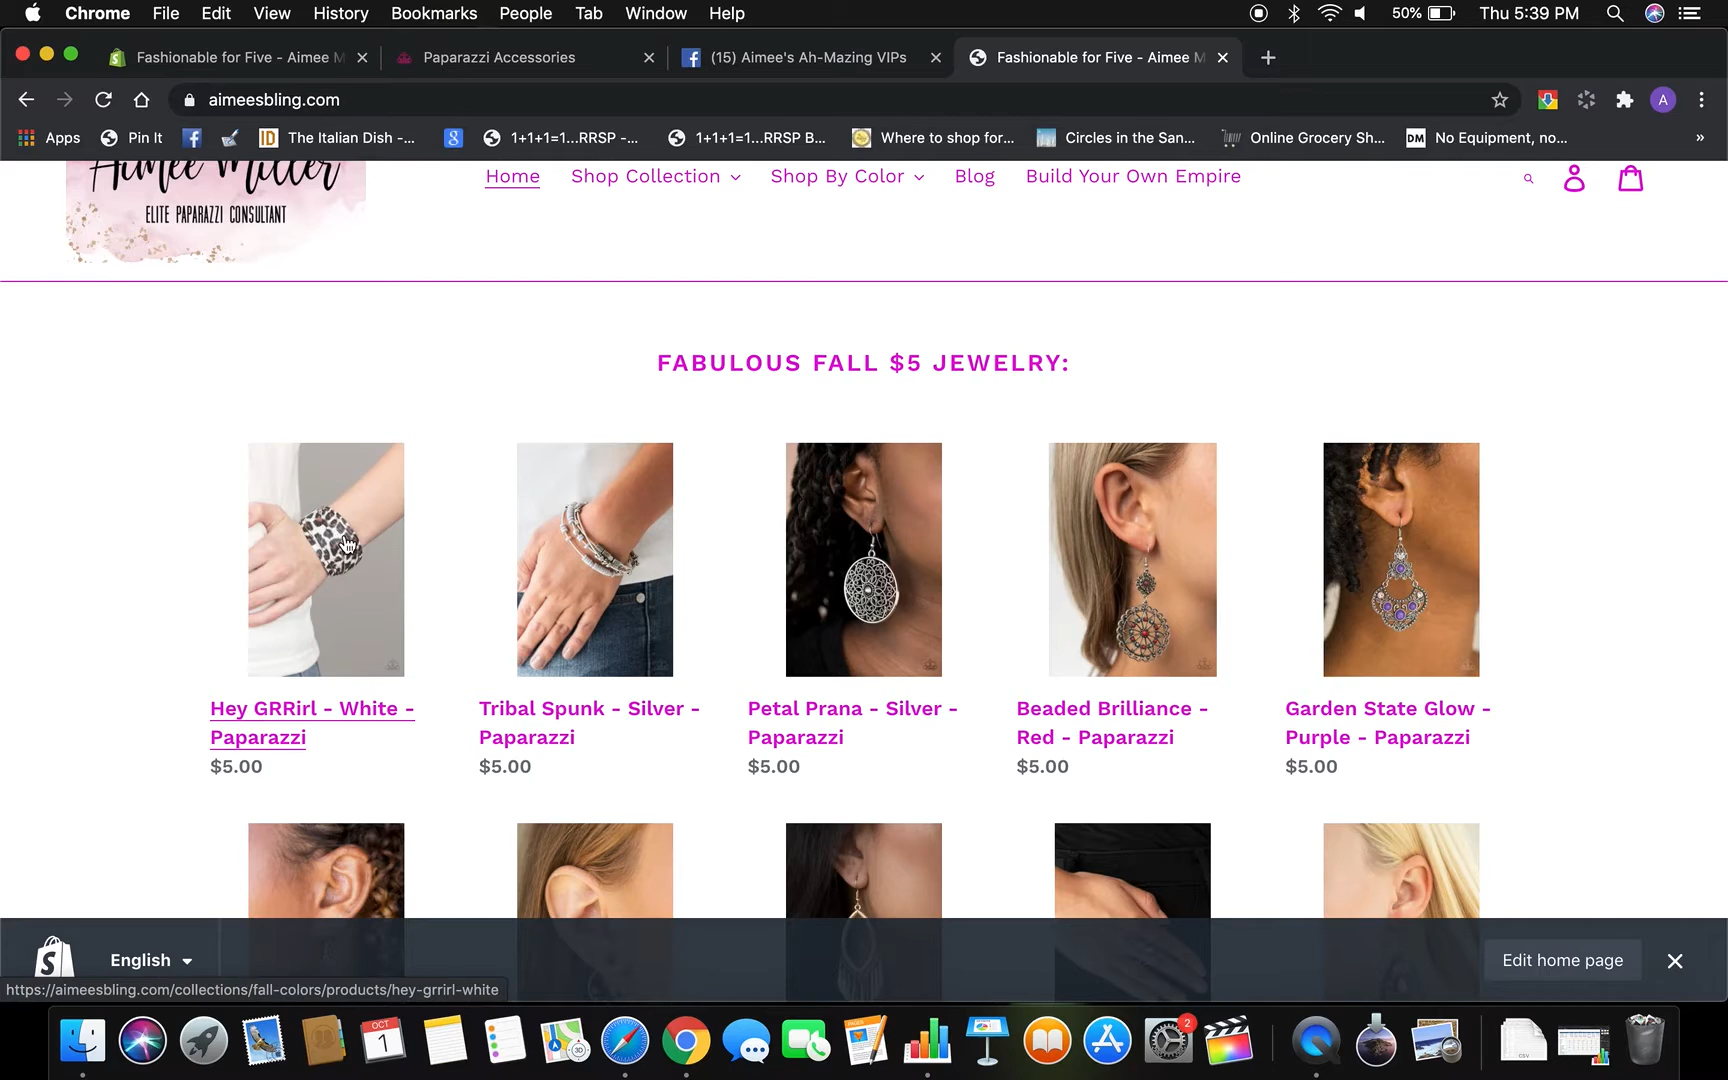 Chrome File Edit View History Bookmarks People Tab Window Help 50% Thu 5:39 PM
Fashionable for Five - Aimee M Paparazzi Accessories (15) Aimee's Ah-Mazing VIPs Fashionable for Five - Aimee M
aimeesbling.com A
Apps Pin It The Italian Dish -... 1+1+1=1...RRSP -... 1+1+1=1...RRSP B... Where to shop for... Circles in the San... Online Grocery Sh... DM No Equipment, no... »
Aimee Miller
ELITE PAPARAZZI CONSULTANT
Home Shop Collection Shop By Color Blog Build Your Own Empire
FABULOUS FALL $5 JEWELRY:
Hey GRRirl - White -
Paparazzi
$5.00
Tribal Spunk - Silver -
Paparazzi
$5.00
Petal Prana - Silver -
Paparazzi
$5.00
Beaded Brilliance -
Red - Paparazzi
$5.00
Garden State Glow -
Purple - Paparazzi
$5.00
English
Edit home page
https://aimeesbling.com/collections/fall-colors/products/hey-grrirl-white
OCT
1
PAGES
2
CSV